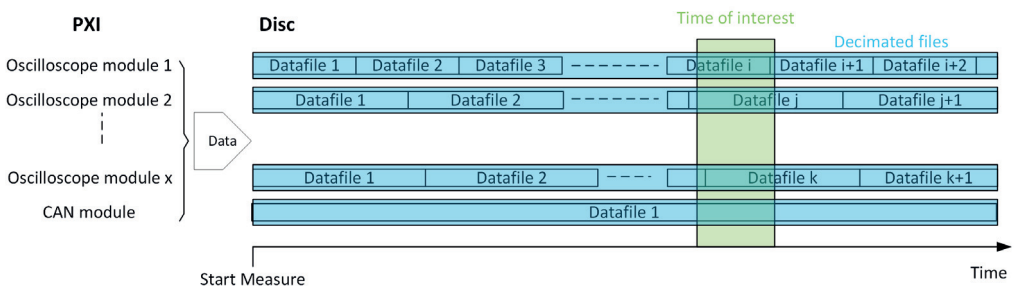 PXI
Disc
Time of interest
Decimated files
Oscilloscope module 1
Datafile 1 Datafile 2 Datafile 3 Datafile i Datafile i+1 Datafile i+2
Oscilloscope module 2
Datafile 1 Datafile 2 Datafile j Datafile j+1
Data
Oscilloscope module x
Datafile 1 Datafile 2 Datafile k Datafile k+1
CAN module
Datafile 1
Start Measure
Time